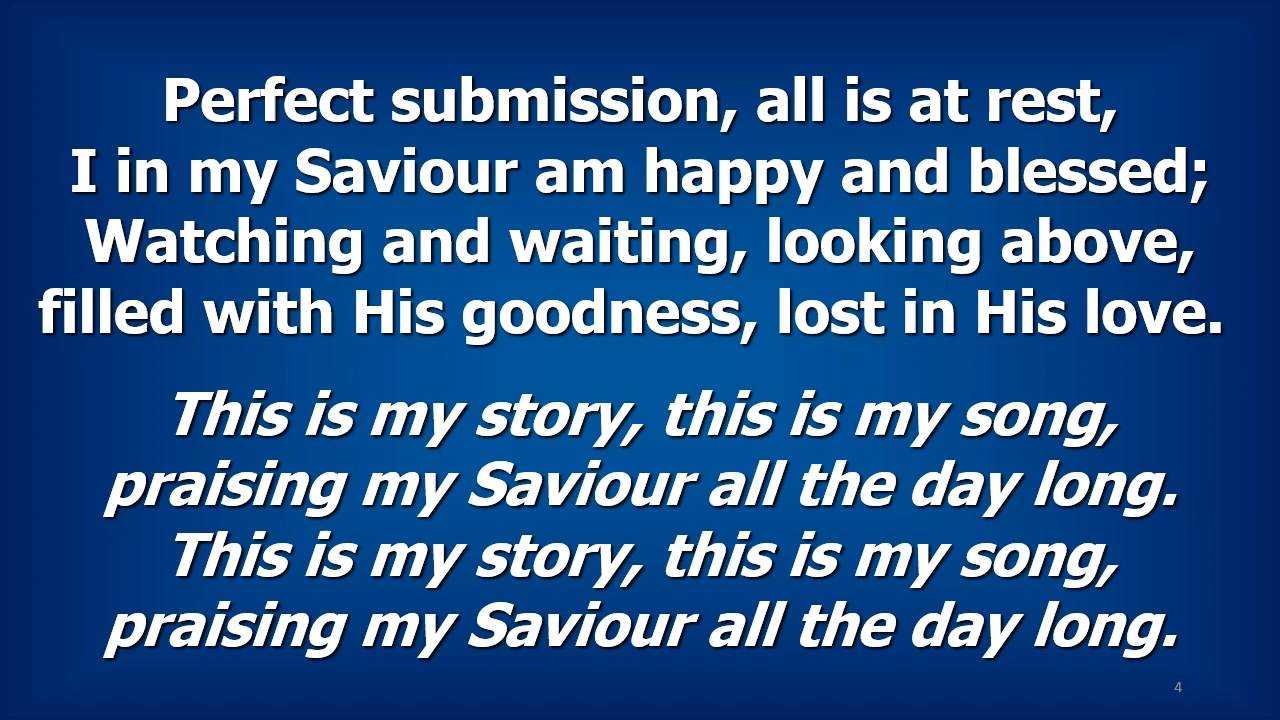 Perfect submission, all is at rest,
I in my Saviour am happy and blessed;
Watching and waiting, looking above,
filled with His goodness, lost in His love.
This is my story, this is my song,
praising my Saviour all the day long.
This is my story, this is my song,
praising my Saviour all the day long.
4